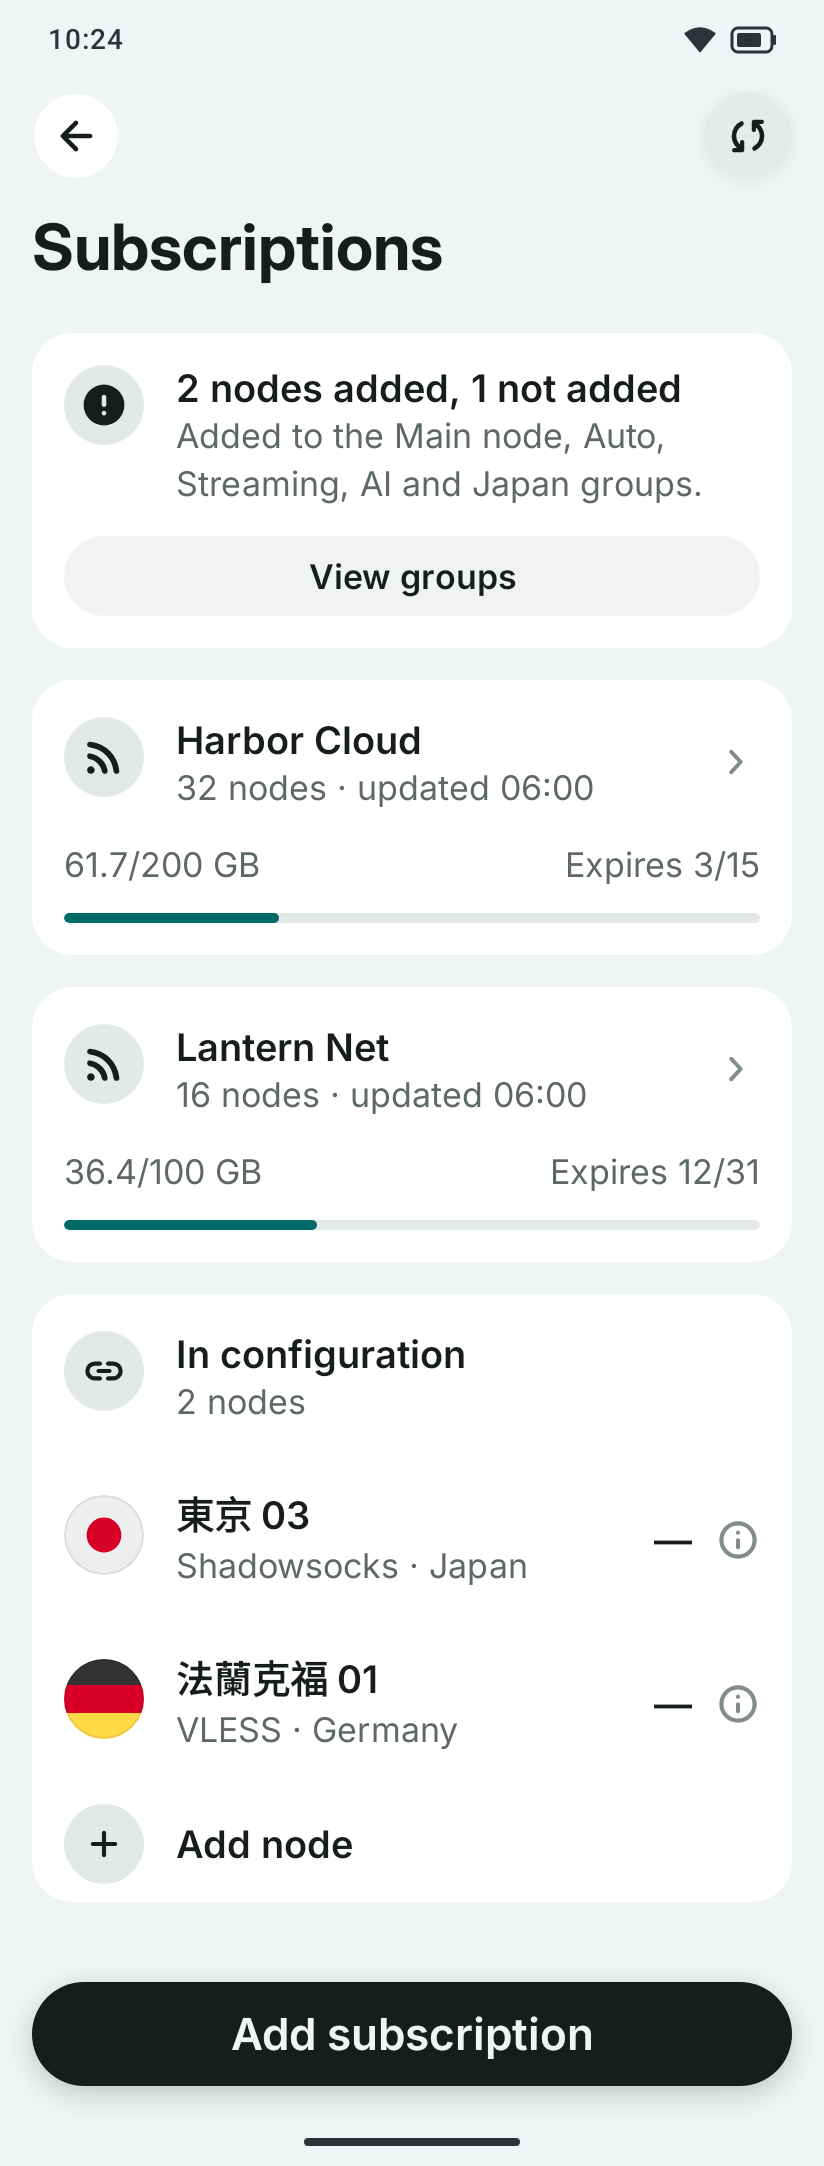 10:24
Subscriptions
2 nodes added, 1 not added
Added to the Main node, Auto,
Streaming, AI and Japan groups.
View groups
Harbor Cloud
32 nodes · updated 06:00
61.7/200 GB
Expires 3/15
Lantern Net
16 nodes · updated 06:00
36.4/100 GB
Expires 12/31
In configuration
2 nodes
東京 03
Shadowsocks · Japan
—
法蘭克福 01
VLESS · Germany
—
Add node
Add subscription